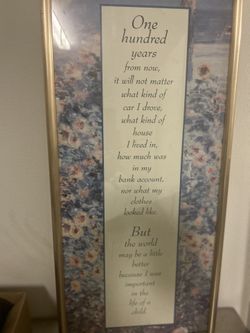 One
hundred
years
from now,
it will not matter
what kind of
car I drove,
what kind of
house
I lived in,
how much was
in my
bank account,
nor what my
clothes
looked like.
But
the world
may be a little
better
because I was
important
in the
life of a
child.